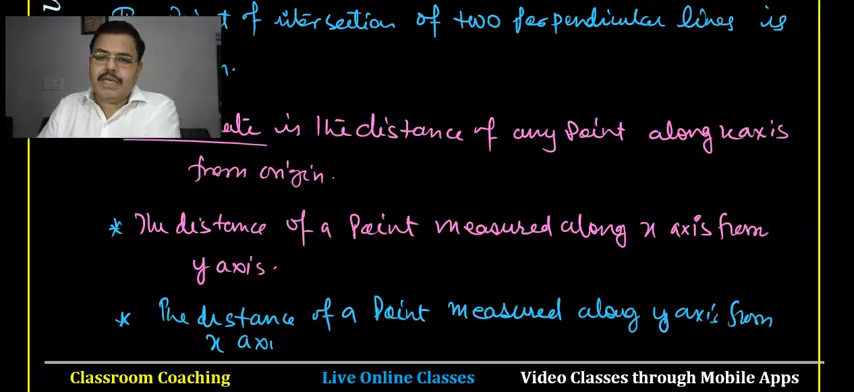 Point of intersection of two perpendicular lines is
is the distance of any Point along x axis
from origin.
* The distance of a Point measured along x axis from
y axis.
* The distance of a Point measured along y axis from
x axi
Classroom Coaching Live Online Classes Video Classes through Mobile Apps